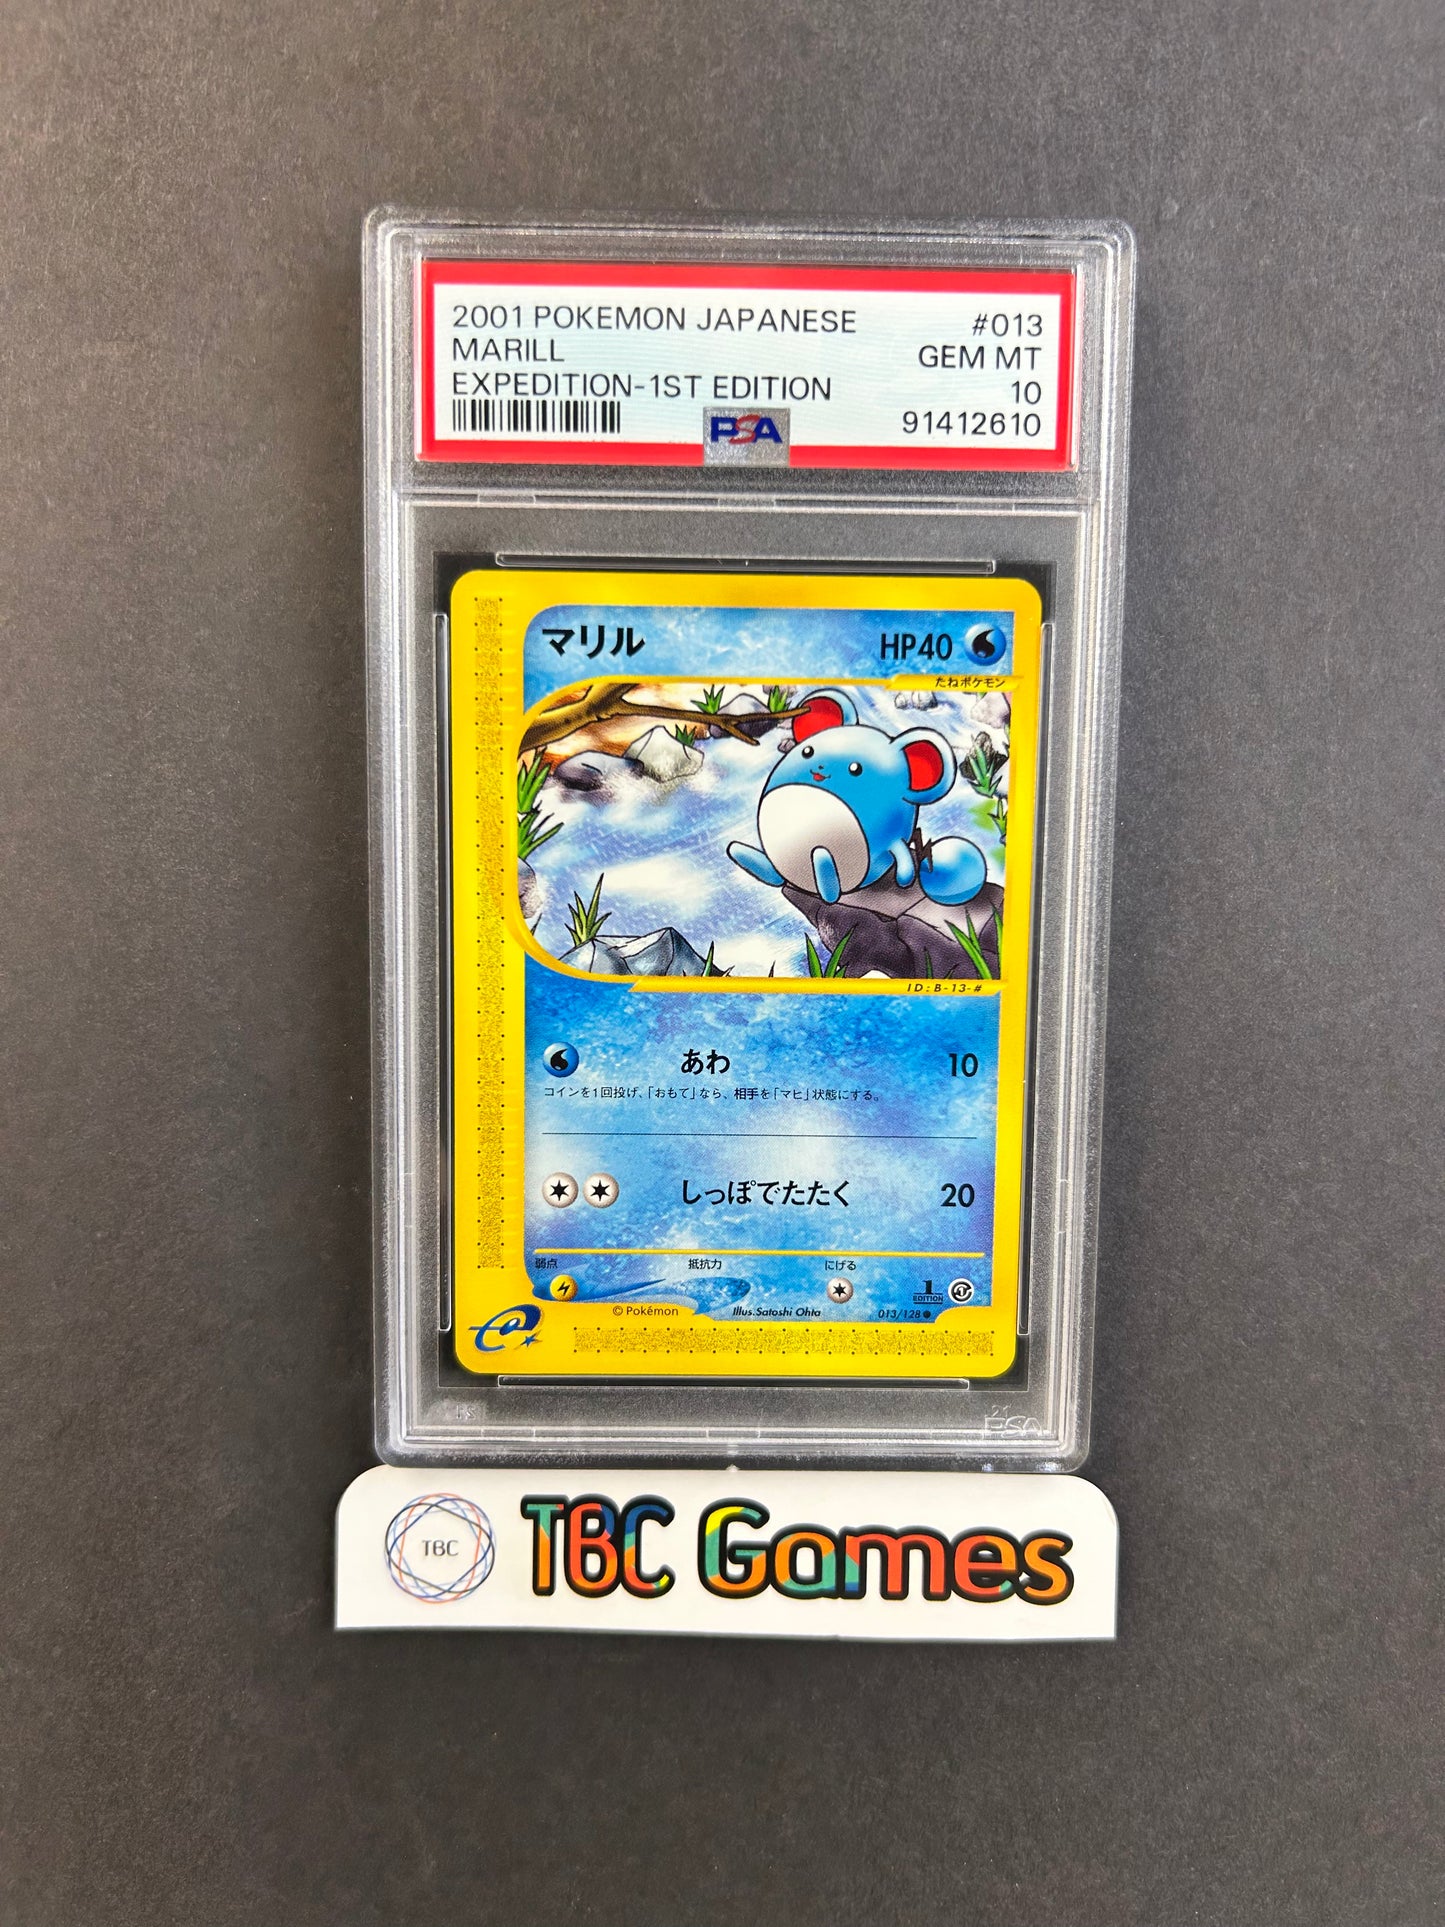 2001 POKEMON JAPANESE #013
MARILL GEM MT
EXPEDITION-1ST EDITION 10
PSA 91412610
マリル HP40
たねポケモン
ID:B-13-#
あわ 10
コインを1回投げ、「おもて」なら、相手を「マヒ」状態にする。
しっぽでたたく 20
弱点 抵抗力 にげる
1
EDITION
© Pokémon Illus.Satoshi Ohta 013/128
e
PSA
TBC TBC Games